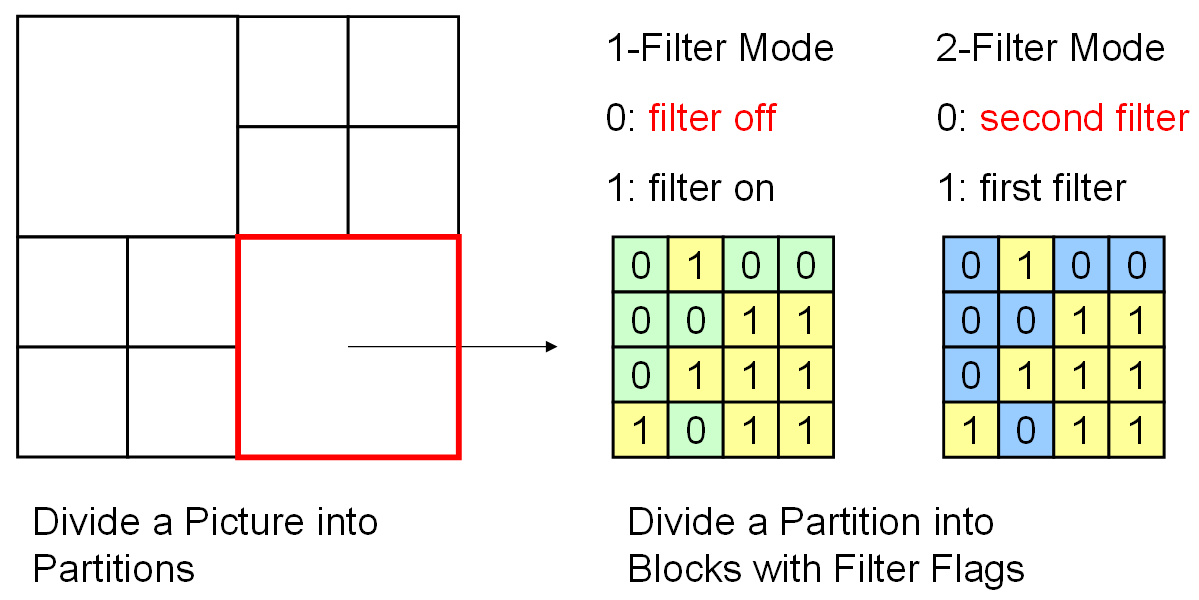 1-Filter Mode
0: filter off
1: filter on
0 1 0 0
0 0 1 1
0 1 1 1
1 0 1 1
2-Filter Mode
0: second filter
1: first filter
0 1 0 0
0 0 1 1
0 1 1 1
1 0 1 1
Divide a Picture into
Partitions
Divide a Partition into
Blocks with Filter Flags